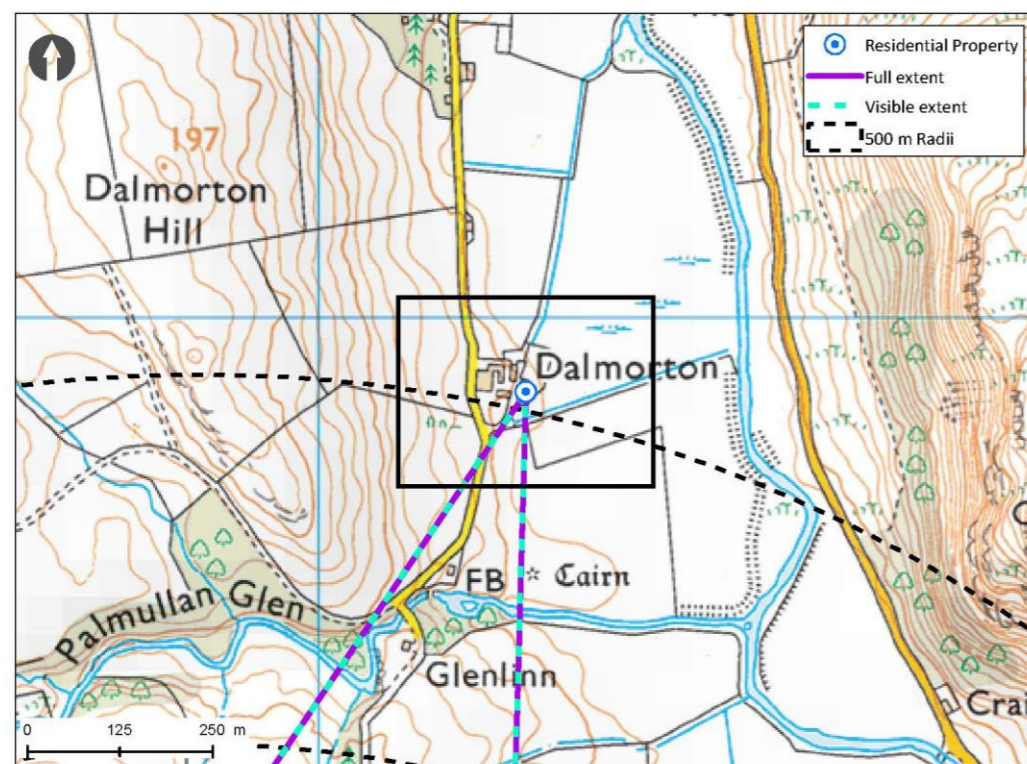 Residential Property
Full extent
Visible extent
500 m Radii
197
Dalmorton
Hill
Dalmorton
FB
Cairn
Palmullan Glen
Glenlinn
Cra
0 125 250 m